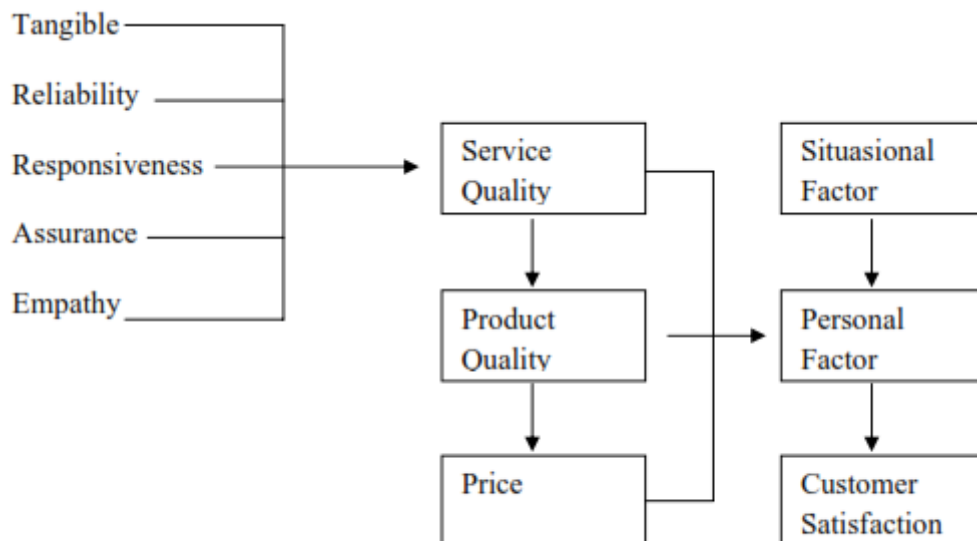 Tangible
Reliability
Responsiveness
Assurance
Empathy
Service
Quality
Situasional
Factor
Product
Quality
Personal
Factor
Price
Customer
Satisfaction